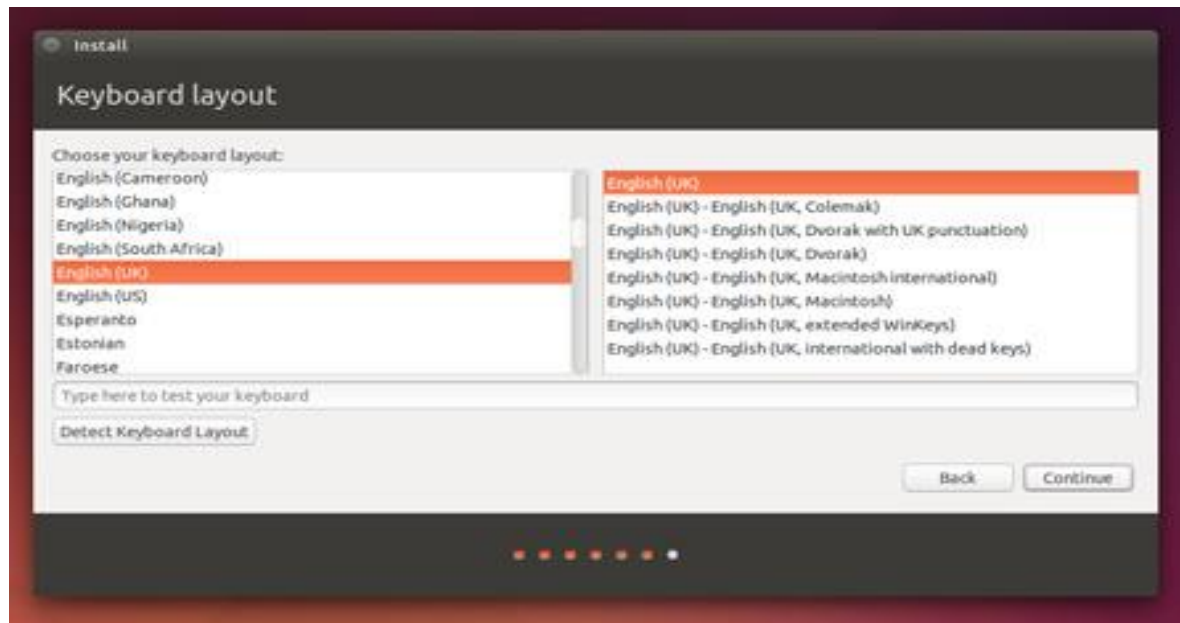 Install
Keyboard layout
Choose your keyboard layout:
English (Cameroon)
English (Ghana)
English (Nigeria)
English (South Africa)
English (UK)
English (US)
Esperanto
Estonian
Faroese
English (UK)
English (UK) - English (UK, Colemak)
English (UK) - English (UK, Dvorak with UK punctuation)
English (UK) - English (UK, Dvorak)
English (UK) - English (UK, Macintosh international)
English (UK) - English (UK, Macintosh)
English (UK) - English (UK, extended WinKeys)
English (UK) - English (UK, international with dead keys)
Type here to test your keyboard
Detect Keyboard Layout
Back Continue